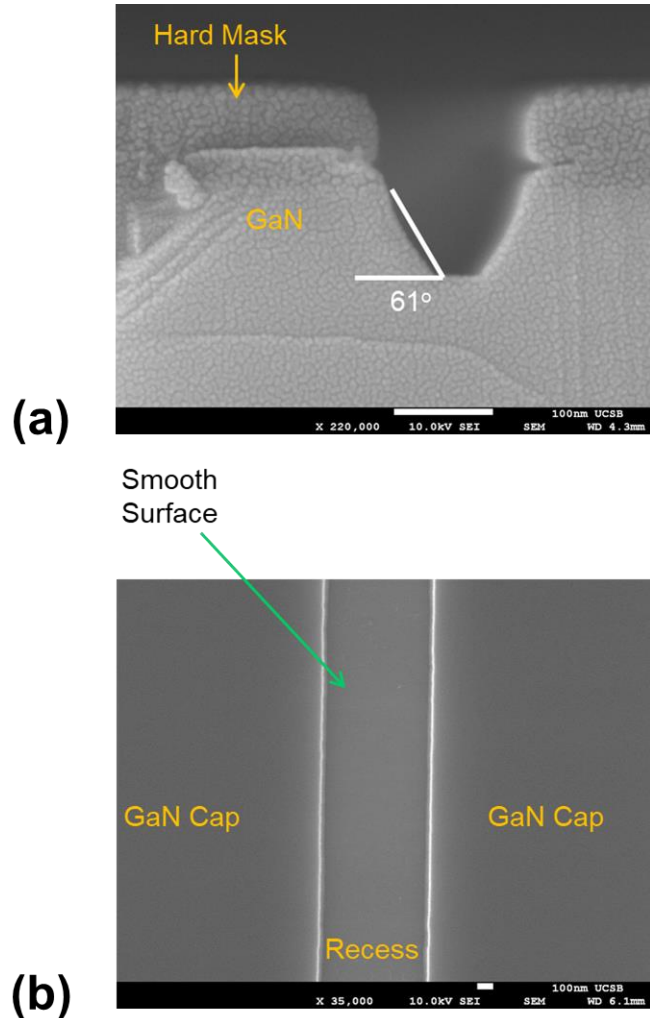 Hard Mask
GaN
61°
(a)
100nm UCSB
X 220,000 10.0kV SEI SEM WD 4.3mm
Smooth
Surface
GaN Cap
GaN Cap
Recess
(b)
100nm UCSB
X 35,000 10.0kV SEI SEM WD 6.1mm